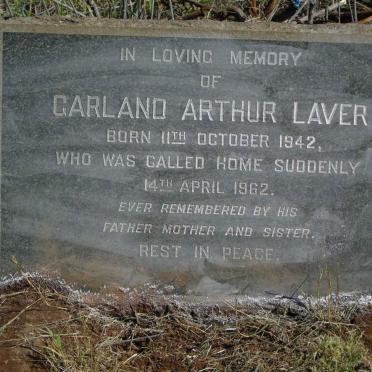 IN LOVING MEMORY
OF
GARLAND ARTHUR LAVER
BORN 11TH OCTOBER 1942,
WHO WAS CALLED HOME SUDDENLY
14TH APRIL 1962.
EVER REMEMBERED BY HIS
FATHER MOTHER AND SISTER.
REST IN PEACE.